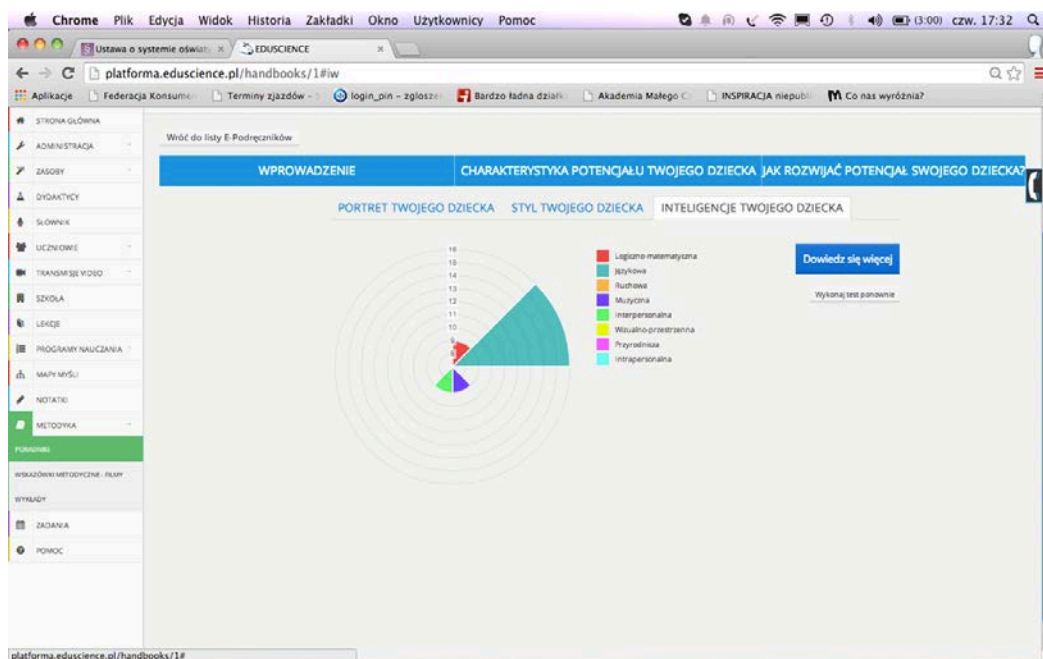 Chrome Plik Edycja Widok Historia Zakładki Okno Użytkownicy Pomoc (3:00) czw. 17:32
Ustawa o systemie oświat EDUSCIENCE
platforma.eduscience.pl/handbooks/1#iw
Aplikacje Federacja Konsumen Terminy zjazdów – login_pin – zgłosze Bardzo ładna działk Akademia Małego INSPIRACJA niepubl Co nas wyróżnia?
STRONA GŁÓWNA
ADMINISTRACJA
ZASOBY
DYDAKTYCY
SŁOWNIK
UCZNIOWIE
TRANSMISJE VIDEO
SZKOŁA
LEKCJE
PROGRAMY NAUCZANIA
MAPY MYŚLI
NOTATKI
METODYKA
PORADNIKI
WSKAZÓWKI METODYCZNE - FILMY
WYKŁADY
ZADANIA
POMOC
Wróć do listy E-Podręczników
WPROWADZENIE CHARAKTERYSTYKA POTENCJAŁU TWOJEGO DZIECKA JAK ROZWIJAĆ POTENCJAŁ SWOJEGO DZIECKA?
PORTRET TWOJEGO DZIECKA STYL TWOJEGO DZIECKA INTELIGENCJE TWOJEGO DZIECKA
16
15
14
13
12
11
10
9
8
Logiczno-matematyczna
Językowa
Ruchowa
Muzyczna
Interpersonalna
Wizualno-przestrzenna
Przyrodnicza
Intrapersonalna
Dowiedz się więcej
Wykonaj test ponownie
platforma.eduscience.pl/handbooks/1#